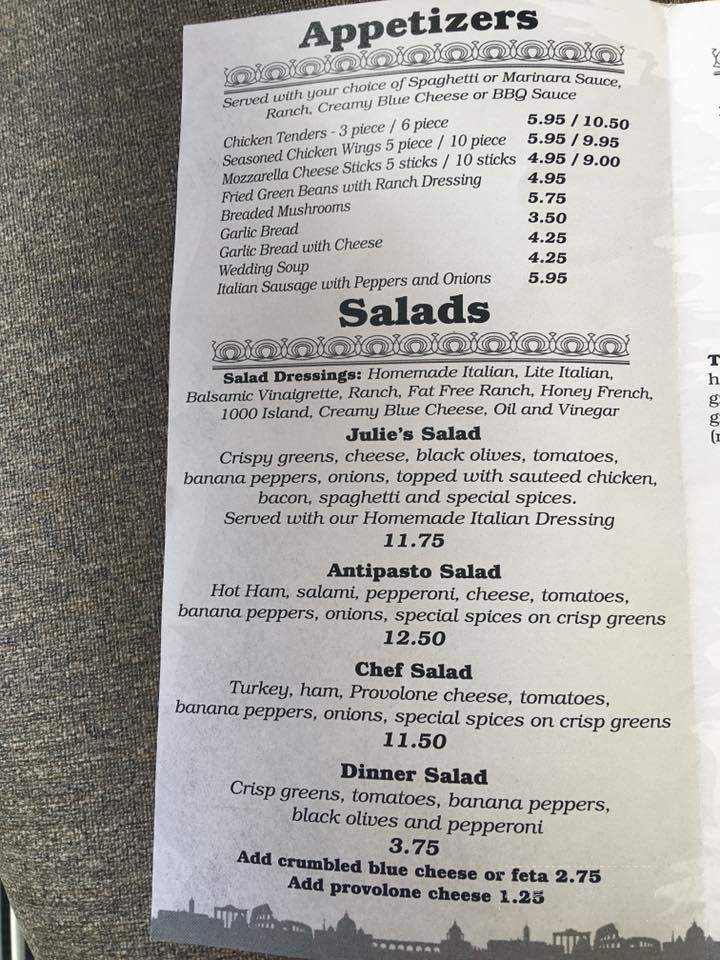 Appetizers
Served with your choice of Spaghetti or Marinara Sauce,
Ranch, Creamy Blue Cheese or BBQ Sauce
Chicken Tenders - 3 piece / 6 piece 5.95 / 10.50
Seasoned Chicken Wings 5 piece / 10 piece 5.95 / 9.95
Mozzarella Cheese Sticks 5 sticks / 10 sticks 4.95 / 9.00
Fried Green Beans with Ranch Dressing 4.95
Breaded Mushrooms 5.75
Garlic Bread 3.50
Garlic Bread with Cheese 4.25
Wedding Soup 4.25
Italian Sausage with Peppers and Onions 5.95
Salads
Salad Dressings: Homemade Italian, Lite Italian,
Balsamic Vinaigrette, Ranch, Fat Free Ranch, Honey French,
1000 Island, Creamy Blue Cheese, Oil and Vinegar
Julie's Salad
Crispy greens, cheese, black olives, tomatoes,
banana peppers, onions, topped with sauteed chicken,
bacon, spaghetti and special spices.
Served with our Homemade Italian Dressing
11.75
Antipasto Salad
Hot Ham, salami, pepperoni, cheese, tomatoes,
banana peppers, onions, special spices on crisp greens
12.50
Chef Salad
Turkey, ham, Provolone cheese, tomatoes,
banana peppers, onions, special spices on crisp greens
11.50
Dinner Salad
Crisp greens, tomatoes, banana peppers,
black olives and pepperoni
3.75
Add crumbled blue cheese or feta 2.75
Add provolone cheese 1.25